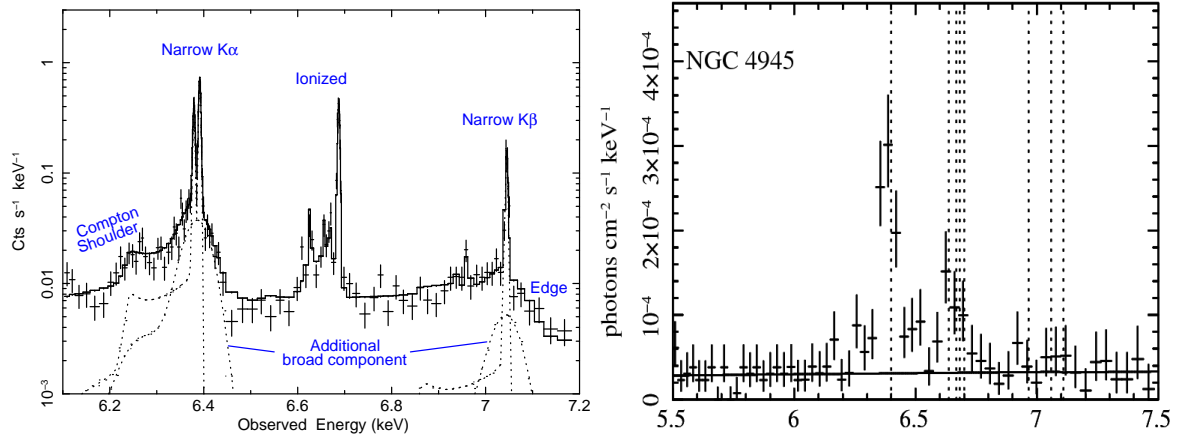 Narrow Kα
Ionized
Narrow Kβ
Compton
Shoulder
Edge
Additional
broad component
1
0.1
0.01
10⁻³
Cts s⁻¹ keV⁻¹
6.2 6.4 6.6 6.8 7 7.2
Observed Energy (keV)
NGC 4945
4×10⁻⁴
3×10⁻⁴
2×10⁻⁴
10⁻⁴
0
photons cm⁻² s⁻¹ keV⁻¹
5.5 6 6.5 7 7.5